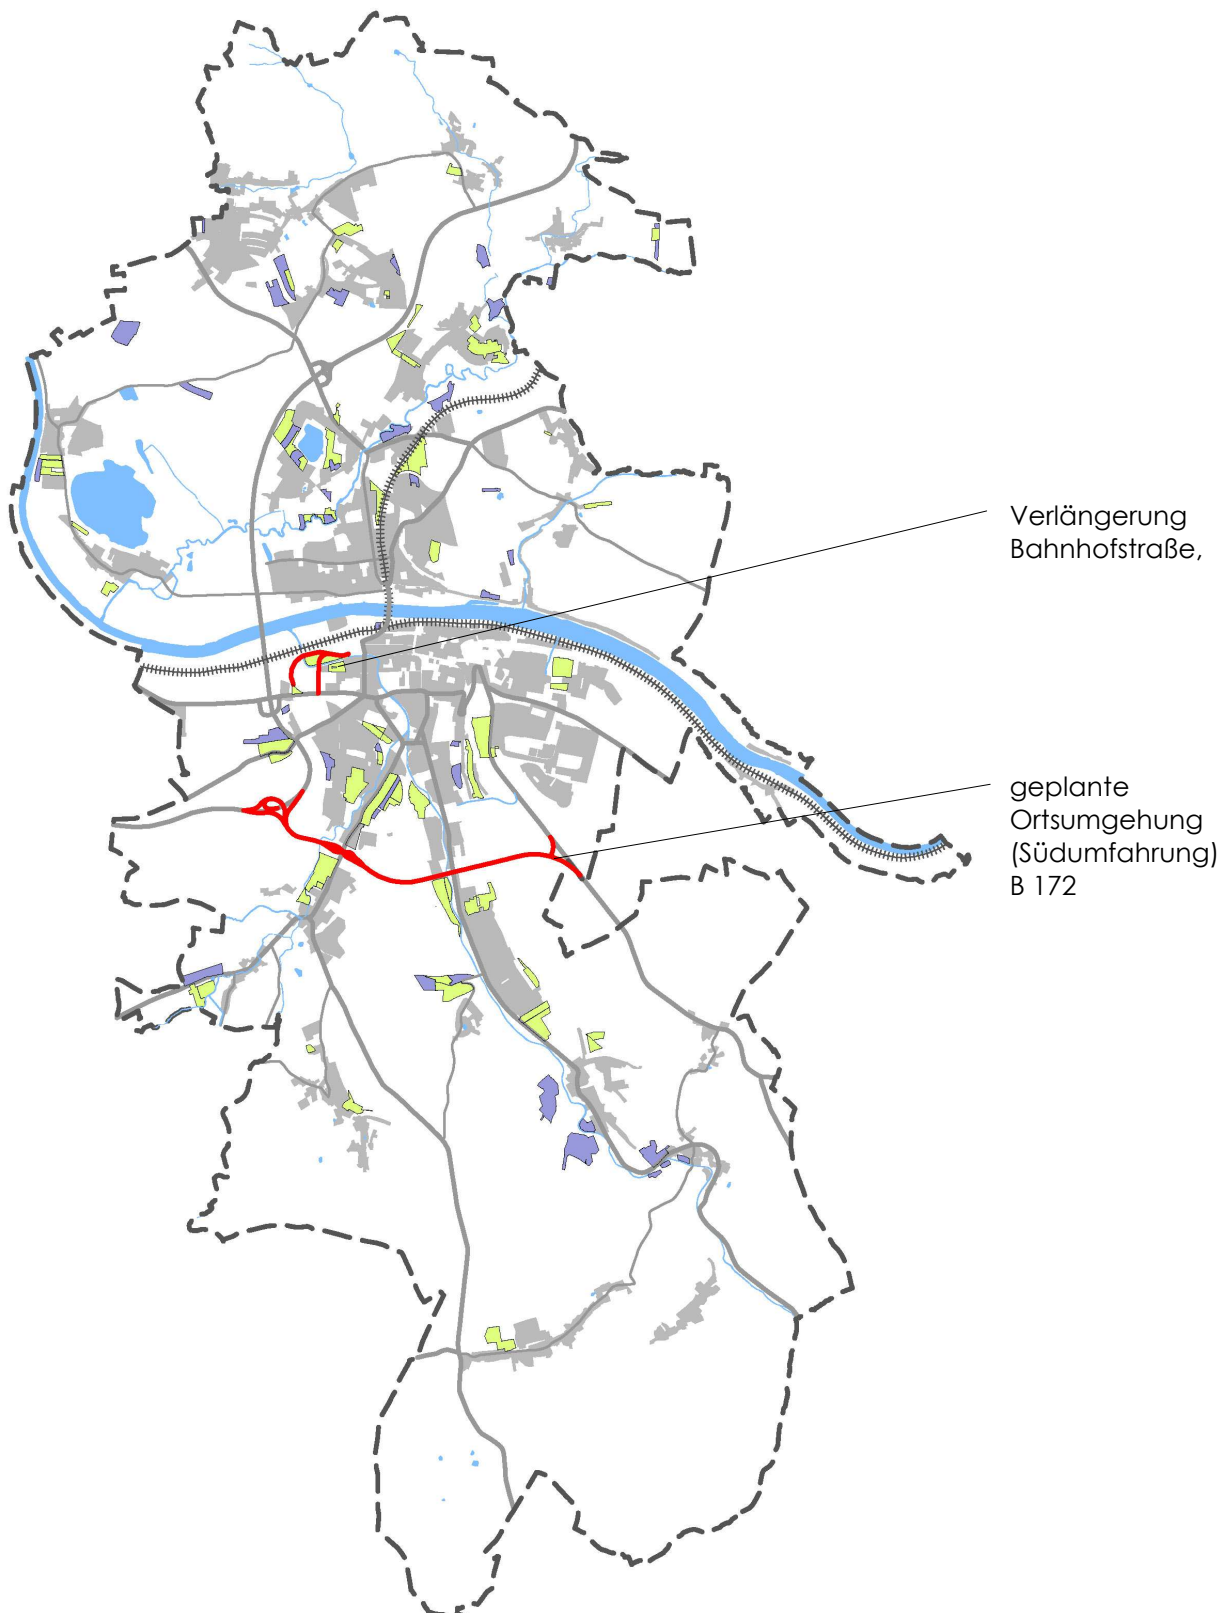 Verlängerung
Bahnhofstraße,
geplante
Ortsumgehung
(Südumfahrung)
B 172